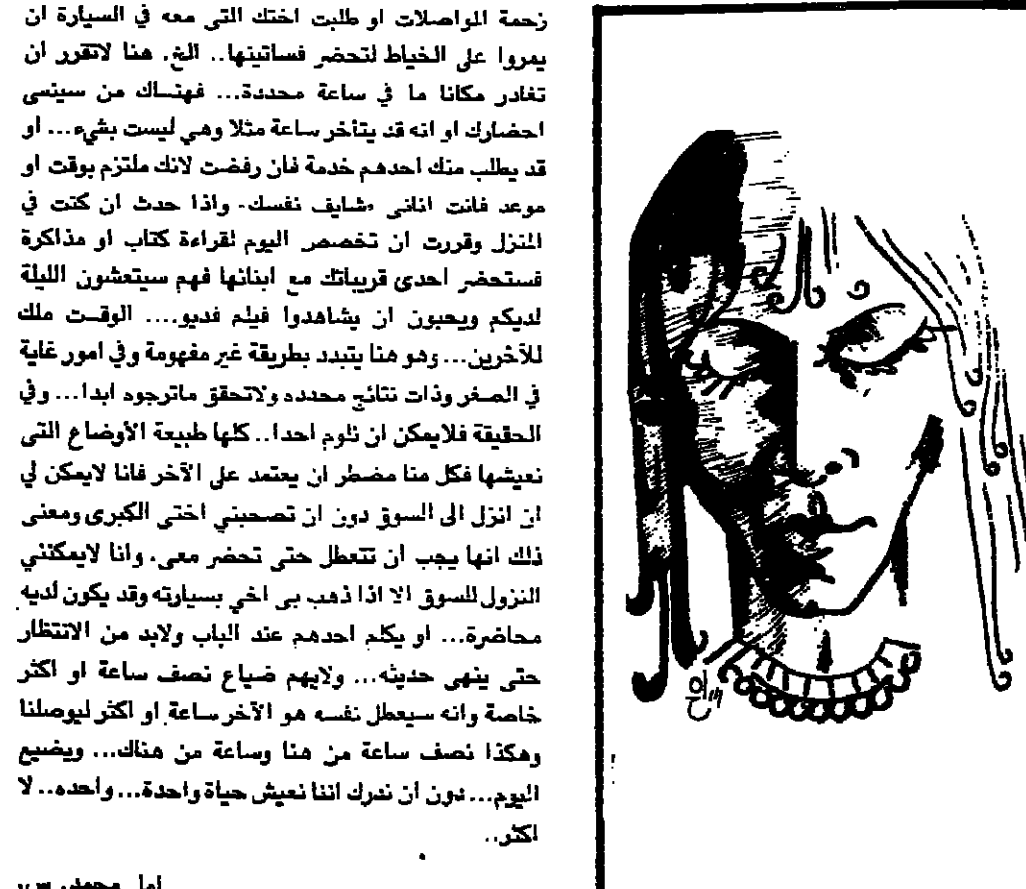 زحمة المواصلات او طلبت اختك التى معه في السيارة ان
يمروا على الخياط لتحضر فساتينها.. الخ. هنا لاتقرر ان
تغادر مكانا ما في ساعة محددة... فهنـاك من سينسى
احضارك او انه قد يتاخر ساعة مثلا وهي ليست بشيء... او
قد يطلب منك احدهم خدمة فان رفضت لانك ملتزم بوقت او
موعد فانت انانى «شايف نفسك» واذا حدث ان كنت في
المنزل وقررت ان تخصص اليوم لقراءة كتاب او مذاكرة
فستحضر احدى قريباتك مع ابنائها فهم سيتعشون الليلة
لديكم ويحبون ان يشاهدوا فيلم فديو.... الوقـت ملك
للآخرين... وهو هنا يتبدد بطريقة غير مفهومة وفي امور غاية
في الصغر وذات نتائج محدده ولاتحقق ماترجوه ابدا... وفي
الحقيقة فلايمكن ان نلوم احدا.. كلها طبيعة الأوضاع التى
نعيشها فكل منا مضطر ان يعتمد على الآخر فانا لايمكن لي
ان انزل الى السوق دون ان تصحبني اختى الكبرى ومعنى
ذلك انها يجب ان تتعطل حتى تحضر معى. وانا لايمكننى
النزول للسوق الا اذا ذهب بى اخي بسيارته وقد يكون لديه
محاضرة... او يكلم احدهم عند الباب ولابد من الانتظار
حتى ينهى حديثه... ولايهم ضياع نصف ساعة او اكثر
خاصة وانه سيعطل نفسه هو الآخر ساعة او اكثر ليوصلنا
وهكذا نصف ساعة من هنا وساعة من هناك... ويضيع
اليوم... دون ان ندرك اننا نعيش حياة واحدة... واحده.. لا
اكثر..
امل محمد